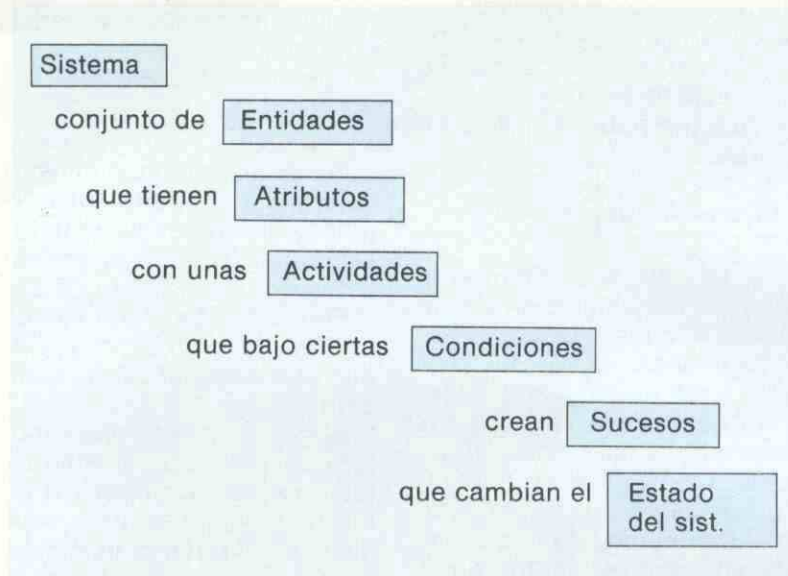 Sistema
conjunto de Entidades
que tienen Atributos
con unas Actividades
que bajo ciertas Condiciones
crean Sucesos
que cambian el Estado
del sist.